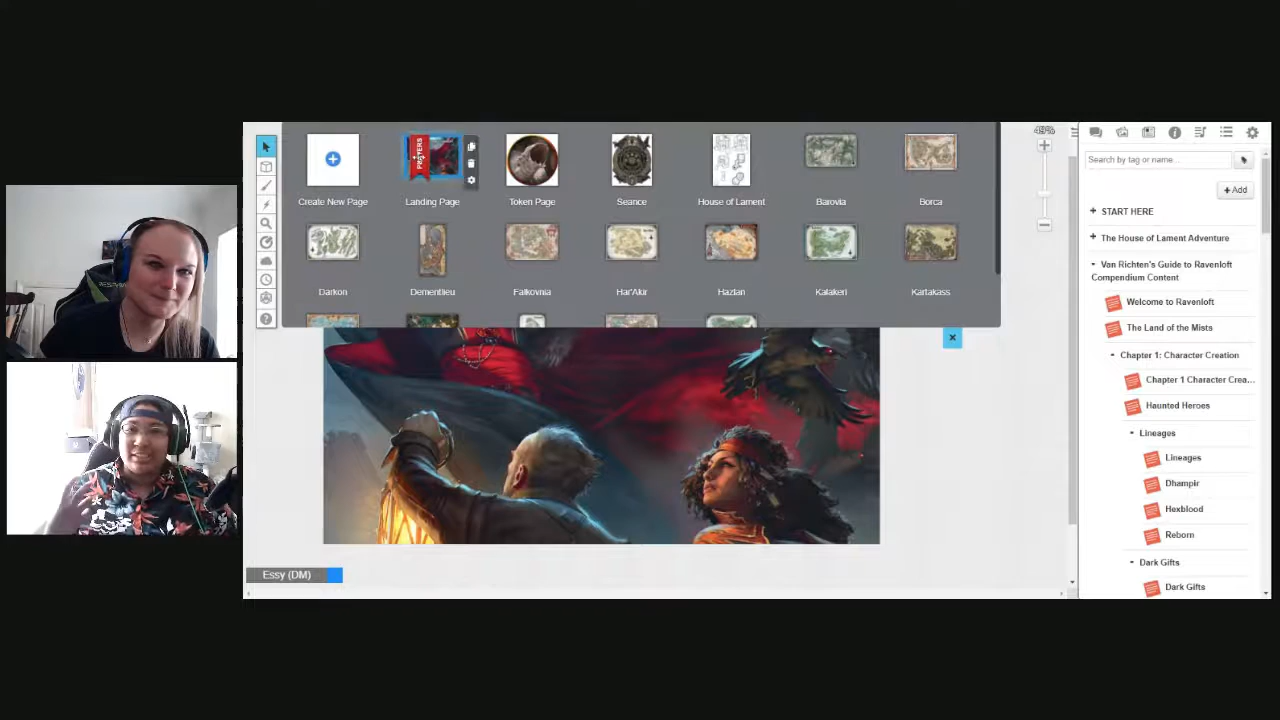 PLAYERS
Create New Page
Landing Page
Token Page
Seance
House of Lament
Barovia
Borca
Darkon
Dementlieu
Falkovnia
Har'Akir
Hazlan
Kalakeri
Kartakass
49%
Search by tag or name...
+ Add
START HERE
The House of Lament Adventure
Van Richten's Guide to Ravenloft
Compendium Content
Welcome to Ravenloft
The Land of the Mists
Chapter 1: Character Creation
Chapter 1 Character Crea...
Haunted Heroes
Lineages
Lineages
Dhampir
Hexblood
Reborn
Dark Gifts
Dark Gifts
Essy (DM)